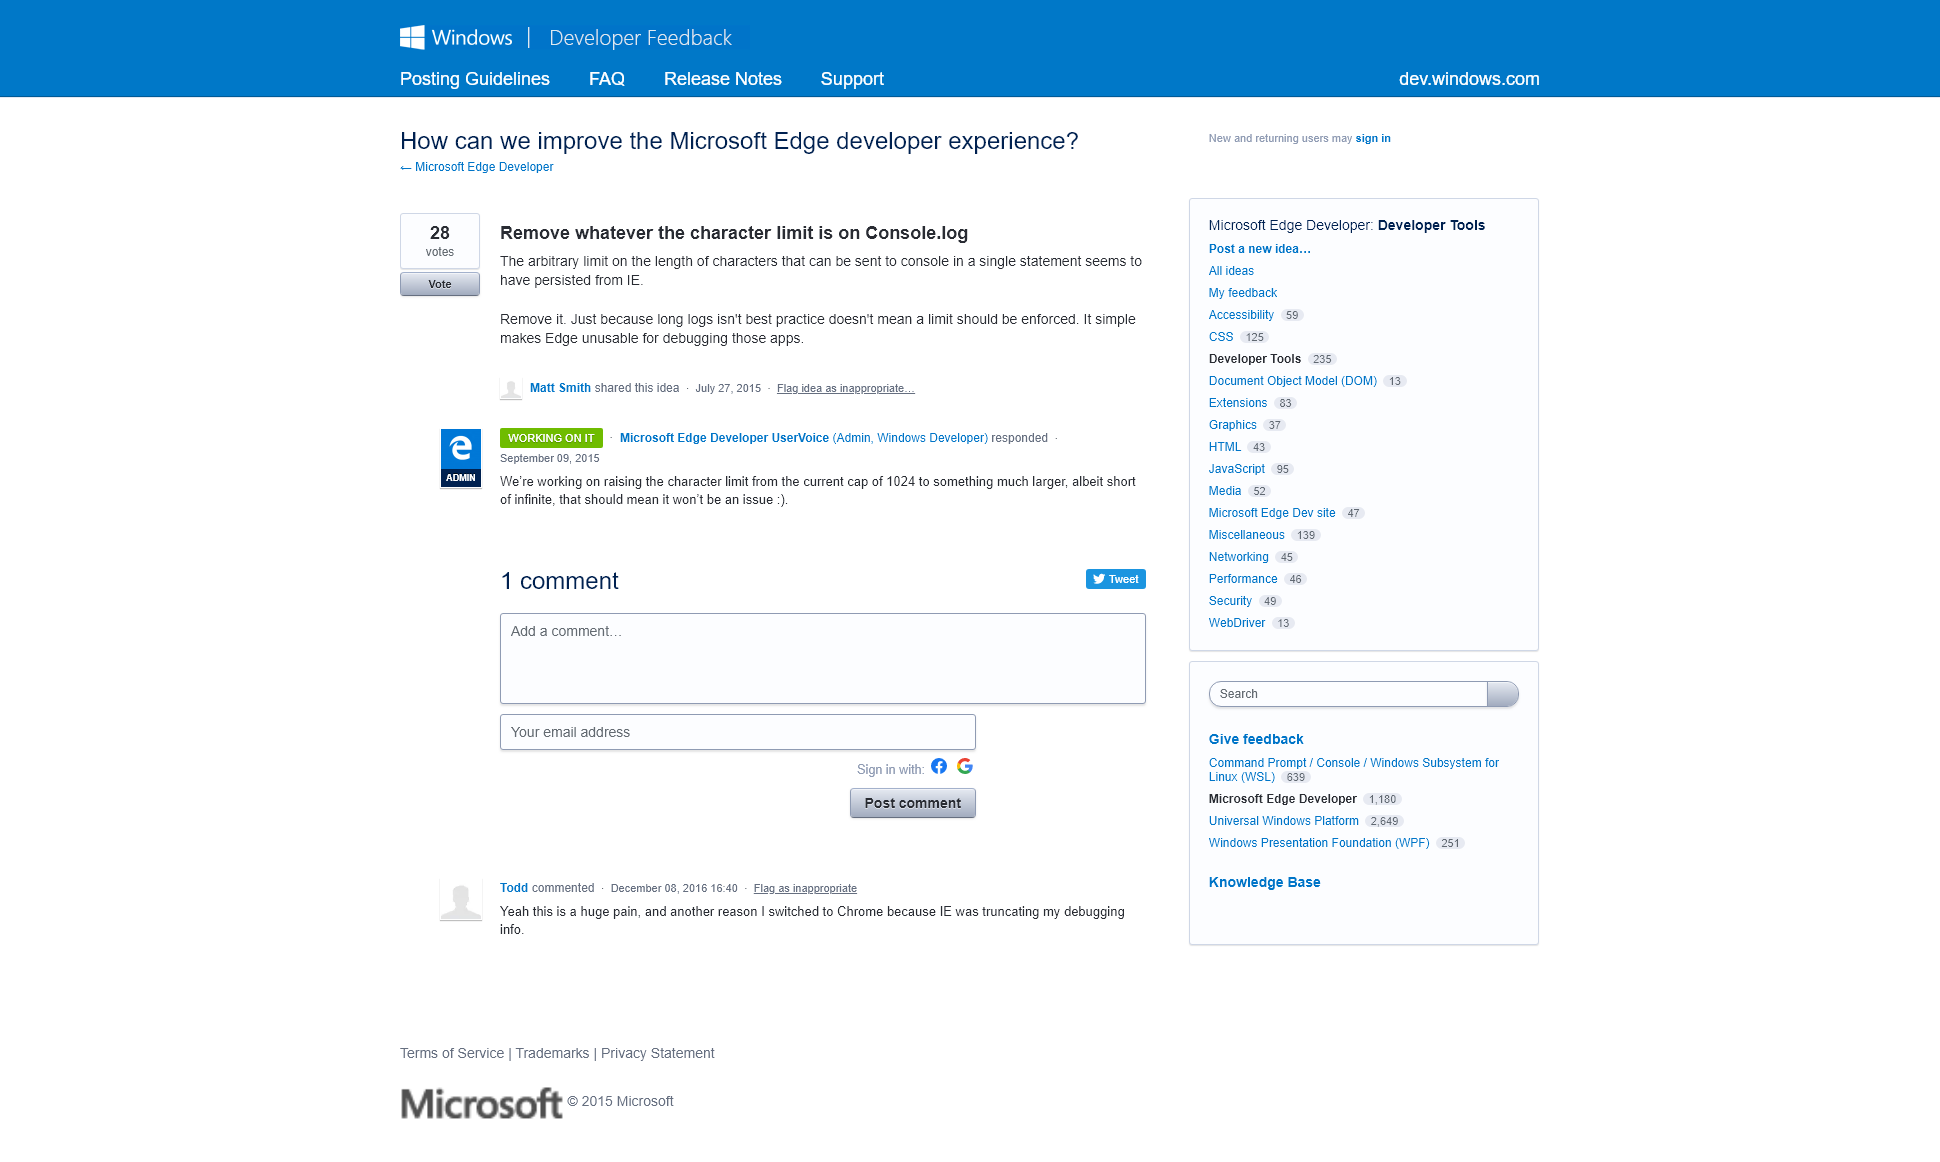 Windows | Developer Feedback
Posting Guidelines FAQ Release Notes Support dev.windows.com
How can we improve the Microsoft Edge developer experience?
← Microsoft Edge Developer
New and returning users may sign in
28
votes
Vote
Remove whatever the character limit is on Console.log
The arbitrary limit on the length of characters that can be sent to console in a single statement seems to
have persisted from IE.
Remove it. Just because long logs isn't best practice doesn't mean a limit should be enforced. It simple
makes Edge unusable for debugging those apps.
Matt Smith shared this idea · July 27, 2015 · Flag idea as inappropriate…
ADMIN
WORKING ON IT · Microsoft Edge Developer UserVoice (Admin, Windows Developer) responded ·
September 09, 2015
We’re working on raising the character limit from the current cap of 1024 to something much larger, albeit short
of infinite, that should mean it won’t be an issue :).
1 comment
Tweet
Add a comment…
Your email address
Sign in with:
Post comment
Todd commented · December 08, 2016 16:40 · Flag as inappropriate
Yeah this is a huge pain, and another reason I switched to Chrome because IE was truncating my debugging
info.
Microsoft Edge Developer: Developer Tools
Post a new idea…
All ideas
My feedback
Accessibility 59
CSS 125
Developer Tools 235
Document Object Model (DOM) 13
Extensions 83
Graphics 37
HTML 43
JavaScript 95
Media 52
Microsoft Edge Dev site 47
Miscellaneous 139
Networking 45
Performance 46
Security 49
WebDriver 13
Search
Give feedback
Command Prompt / Console / Windows Subsystem for
Linux (WSL) 639
Microsoft Edge Developer 1,180
Universal Windows Platform 2,649
Windows Presentation Foundation (WPF) 251
Knowledge Base
Terms of Service | Trademarks | Privacy Statement
Microsoft © 2015 Microsoft